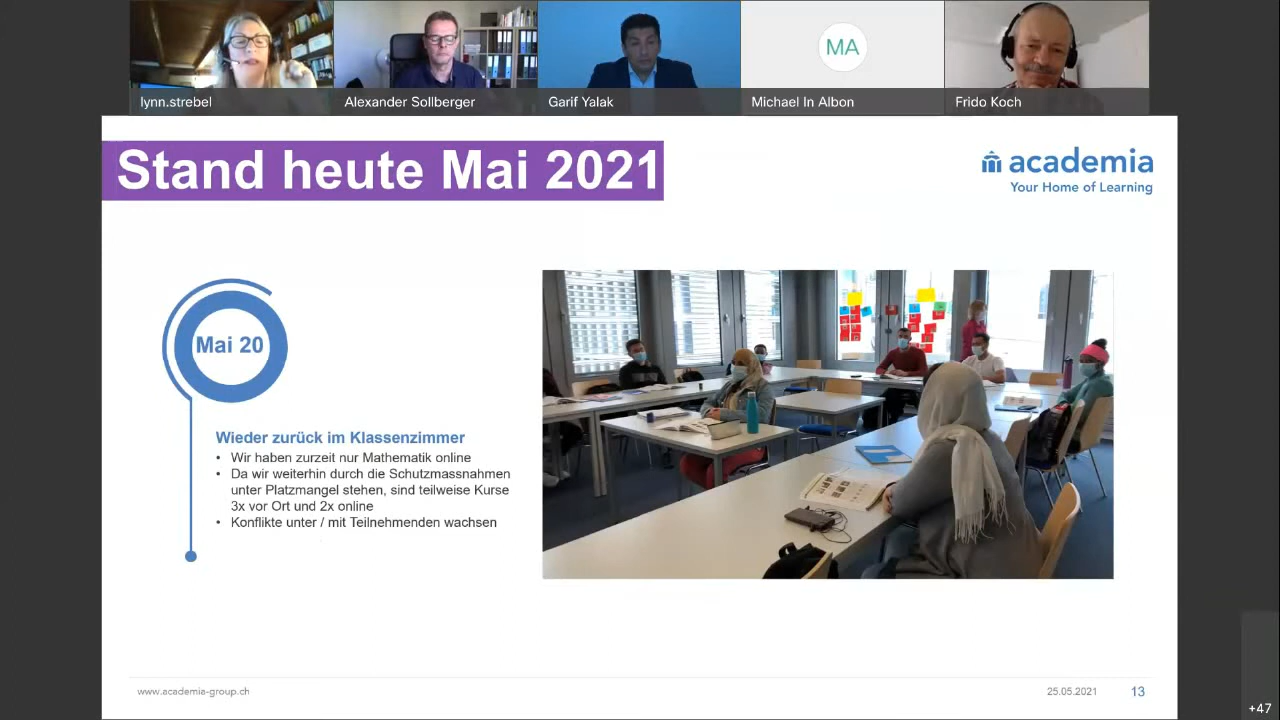 lynn.strebel
Alexander Sollberger
Garif Yalak
MA
Michael In Albon
Frido Koch
Stand heute Mai 2021
academia
Your Home of Learning
Mai 20
Wieder zurück im Klassenzimmer
• Wir haben zurzeit nur Mathematik online
• Da wir weiterhin durch die Schutzmassnahmen
unter Platzmangel stehen, sind teilweise Kurse
3x vor Ort und 2x online
• Konflikte unter / mit Teilnehmenden wachsen
www.academia-group.ch
25.05.2021
13
+47